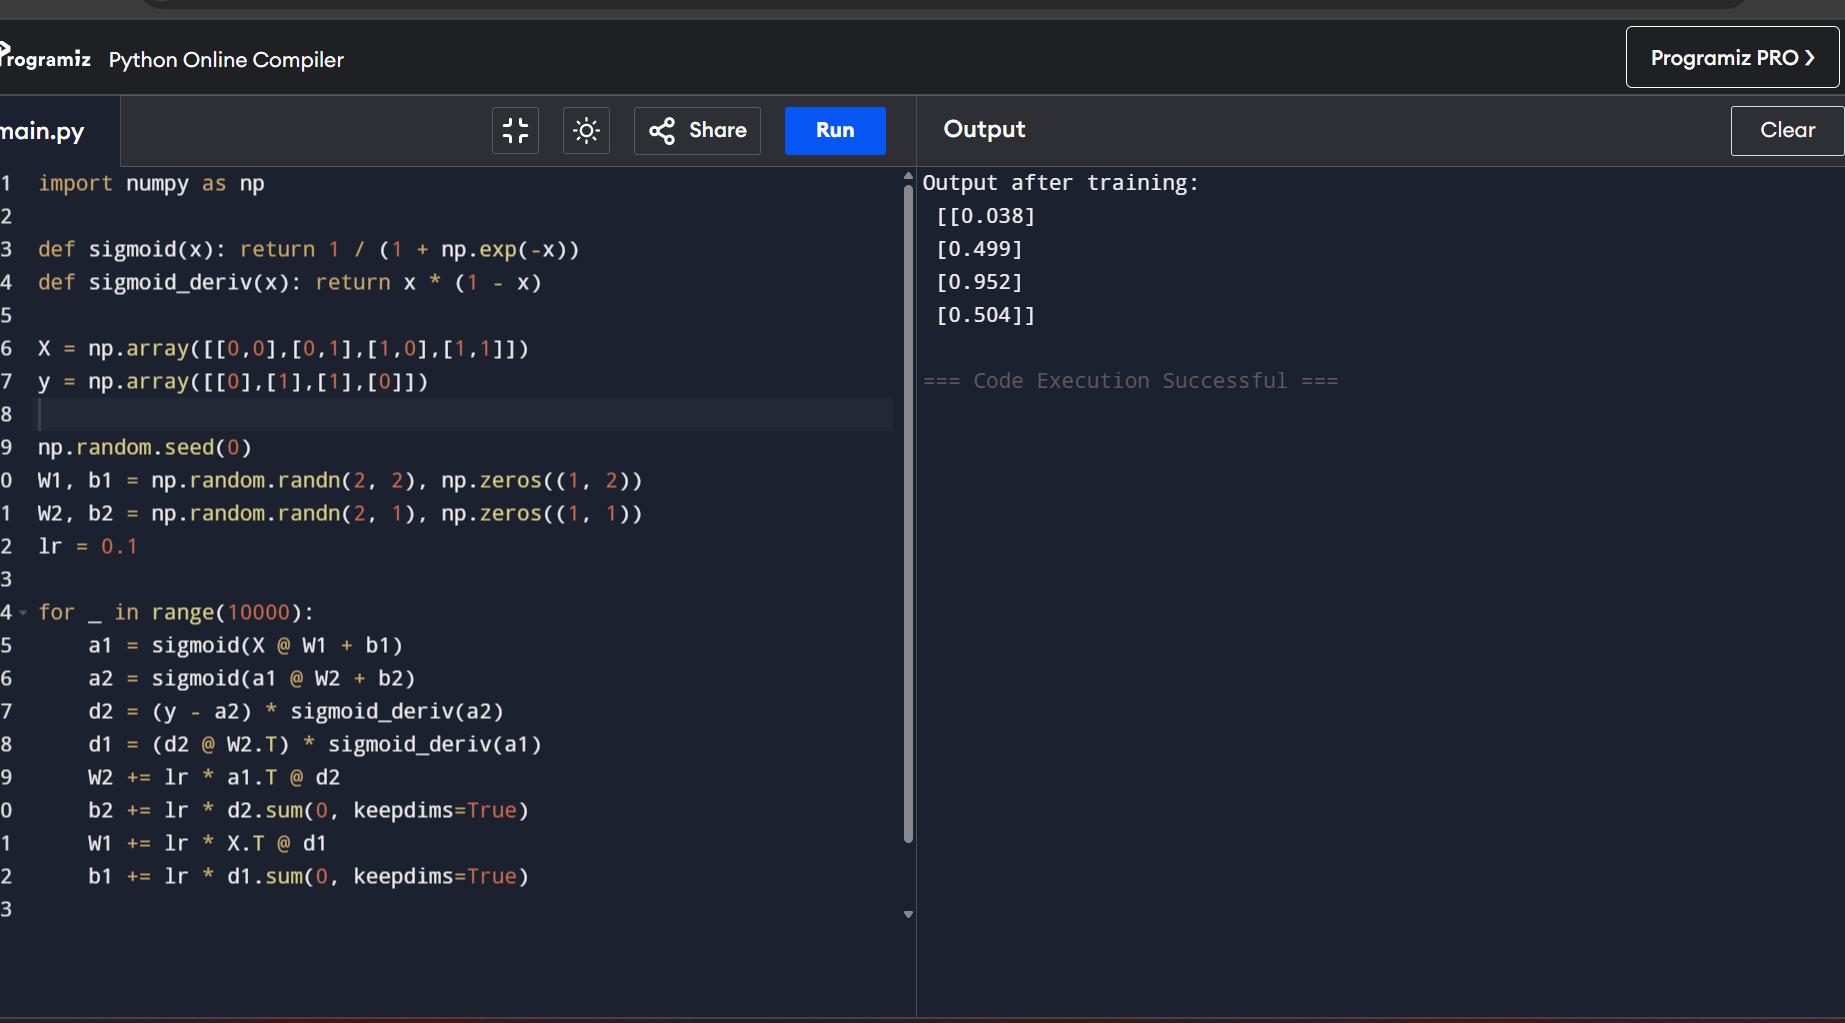 Programiz Python Online Compiler
Programiz PRO ❯
main.py
Share
Run
Output
Clear
1 import numpy as np
2
3 def sigmoid(x): return 1 / (1 + np.exp(-x))
4 def sigmoid_deriv(x): return x * (1 - x)
5
6 X = np.array([[0,0],[0,1],[1,0],[1,1]])
7 y = np.array([[0],[1],[1],[0]])
8
9 np.random.seed(0)
0 W1, b1 = np.random.randn(2, 2), np.zeros((1, 2))
1 W2, b2 = np.random.randn(2, 1), np.zeros((1, 1))
2 lr = 0.1
3
4 for _ in range(10000):
5     a1 = sigmoid(X @ W1 + b1)
6     a2 = sigmoid(a1 @ W2 + b2)
7     d2 = (y - a2) * sigmoid_deriv(a2)
8     d1 = (d2 @ W2.T) * sigmoid_deriv(a1)
9     W2 += lr * a1.T @ d2
0     b2 += lr * d2.sum(0, keepdims=True)
1     W1 += lr * X.T @ d1
2     b1 += lr * d1.sum(0, keepdims=True)
3
Output after training:
[[0.038]
[0.499]
[0.952]
[0.504]]
=== Code Execution Successful ===